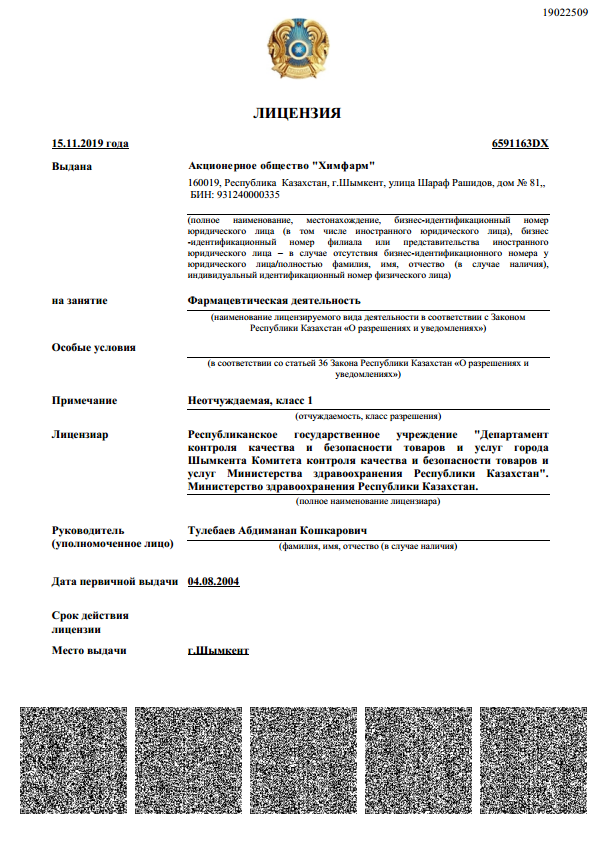 19022509
ЛИЦЕНЗИЯ
15.11.2019 года 6591163DX
Выдана Акционерное общество "Химфарм"
160019, Республика Казахстан, г.Шымкент, улица Шараф Рашидов, дом № 81,,
БИН: 931240000335
(полное наименование, местонахождение, бизнес-идентификационный номер
юридического лица (в том числе иностранного юридического лица), бизнес
-идентификационный номер филиала или представительства иностранного
юридического лица – в случае отсутствия бизнес-идентификационного номера у
юридического лица/полностью фамилия, имя, отчество (в случае наличия),
индивидуальный идентификационный номер физического лица)
на занятие Фармацевтическая деятельность
(наименование лицензируемого вида деятельности в соответствии с Законом
Республики Казахстан «О разрешениях и уведомлениях»)
Особые условия
(в соответствии со статьей 36 Закона Республики Казахстан «О разрешениях и
уведомлениях»)
Примечание Неотчуждаемая, класс 1
(отчуждаемость, класс разрешения)
Лицензиар Республиканское государственное учреждение "Департамент
контроля качества и безопасности товаров и услуг города
Шымкента Комитета контроля качества и безопасности товаров и
услуг Министерства здравоохранения Республики Казахстан".
Министерство здравоохранения Республики Казахстан.
(полное наименование лицензиара)
Руководитель Тулебаев Абдиманап Кошкарович
(уполномоченное лицо) (фамилия, имя, отчество (в случае наличия)
Дата первичной выдачи 04.08.2004
Срок действия
лицензии
Место выдачи г.Шымкент